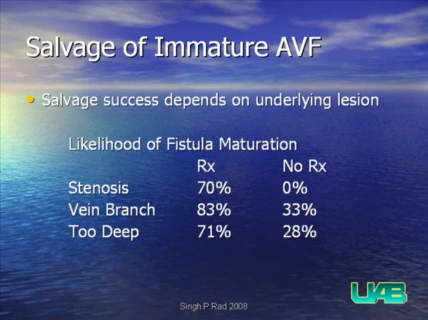 Salvage of Immature AVF
• Salvage success depends on underlying lesion
Likelihood of Fistula Maturation
Rx No Rx
Stenosis 70% 0%
Vein Branch 83% 33%
Too Deep 71% 28%
Singh P Rad 2008
UAB